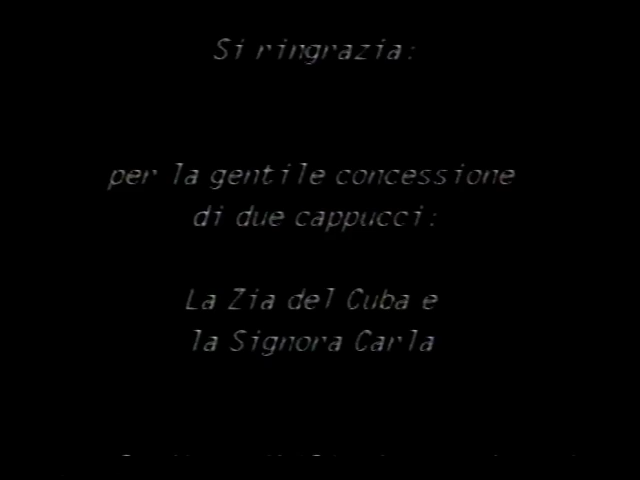 Si ringrazia:
per la gentile concessione
di due cappucci:
La Zia del Cuba e
la Signora Carla